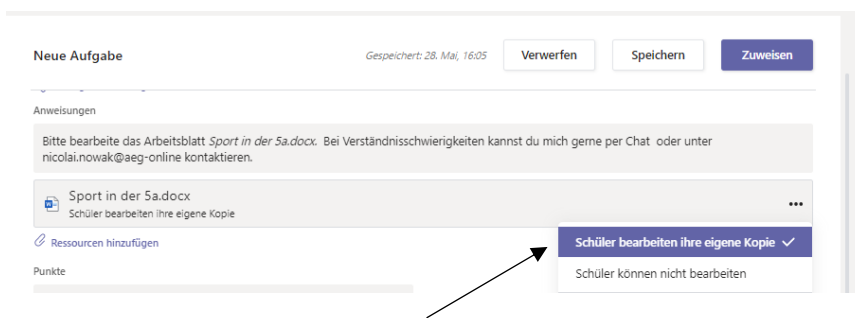 Neue Aufgabe
Gespeichert: 28. Mai, 16:05
Verwerfen
Speichern
Zuweisen
Anweisungen
Bitte bearbeite das Arbeitsblatt Sport in der 5a.docx. Bei Verständnisschwierigkeiten kannst du mich gerne per Chat oder unter
nicolai.nowak@aeg-online kontaktieren.
Sport in der 5a.docx
Schüler bearbeiten ihre eigene Kopie
Ressourcen hinzufügen
Schüler bearbeiten ihre eigene Kopie
Schüler können nicht bearbeiten
Punkte